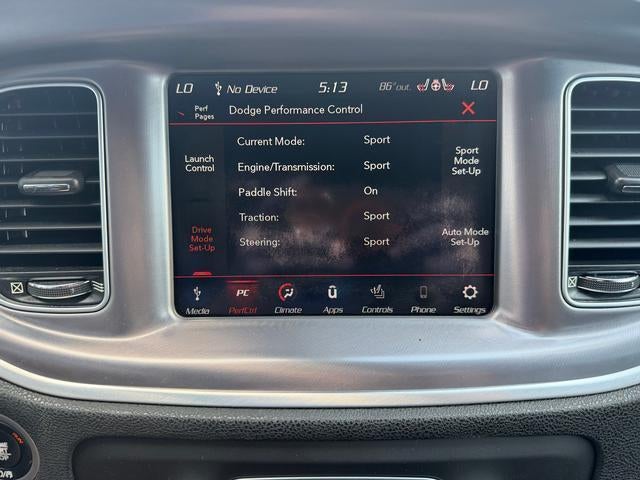 LO No Device 5:13 86°out. LO
Perf Pages
Dodge Performance Control
Launch Control
Drive Mode Set-Up
Current Mode: Sport
Engine/Transmission: Sport
Paddle Shift: On
Traction: Sport
Steering: Sport
Sport Mode Set-Up
Auto Mode Set-Up
PC
Media PerfCtrl Climate Apps Controls Phone Settings